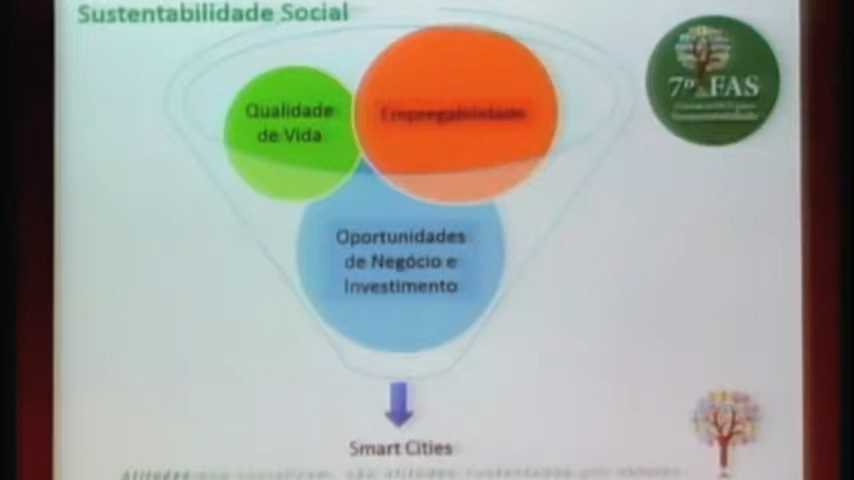 Sustentabilidade Social
Qualidade
de Vida
Empregabilidade
7º FAS
Oportunidades
de Negócio e
Investimento
Smart Cities